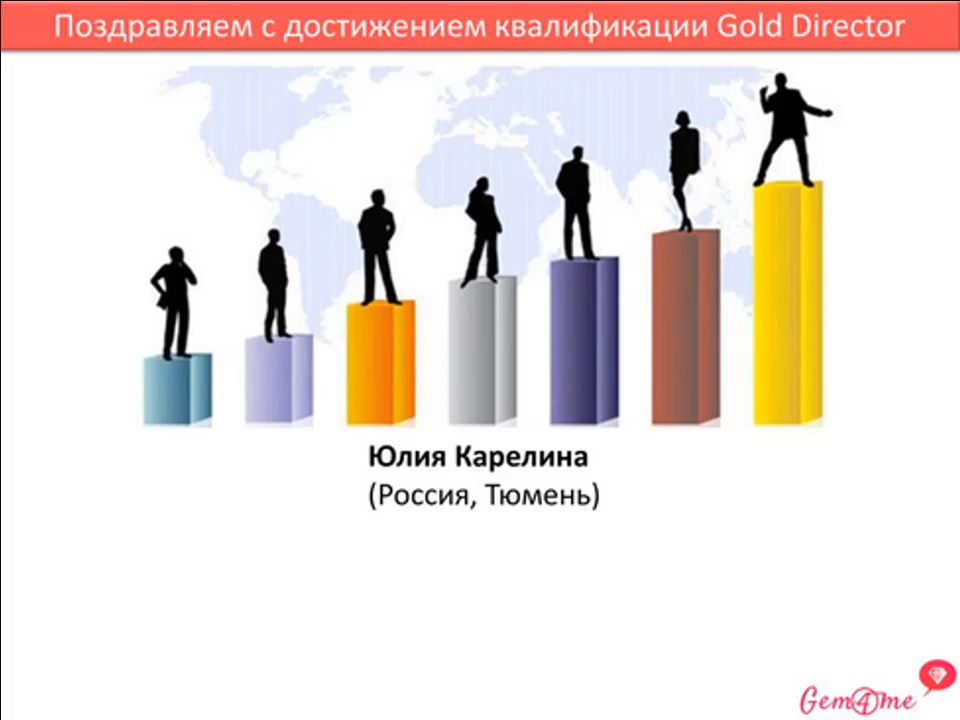 Поздравляем с достижением квалификации Gold Director
Юлия Карелина
(Россия, Тюмень)
Gem4me